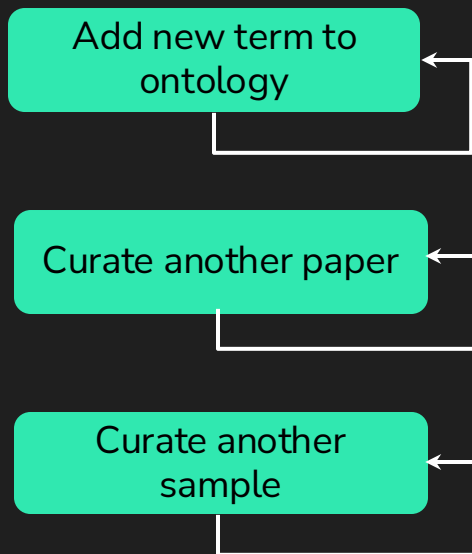 Add new term to
ontology
Curate another paper
Curate another
sample